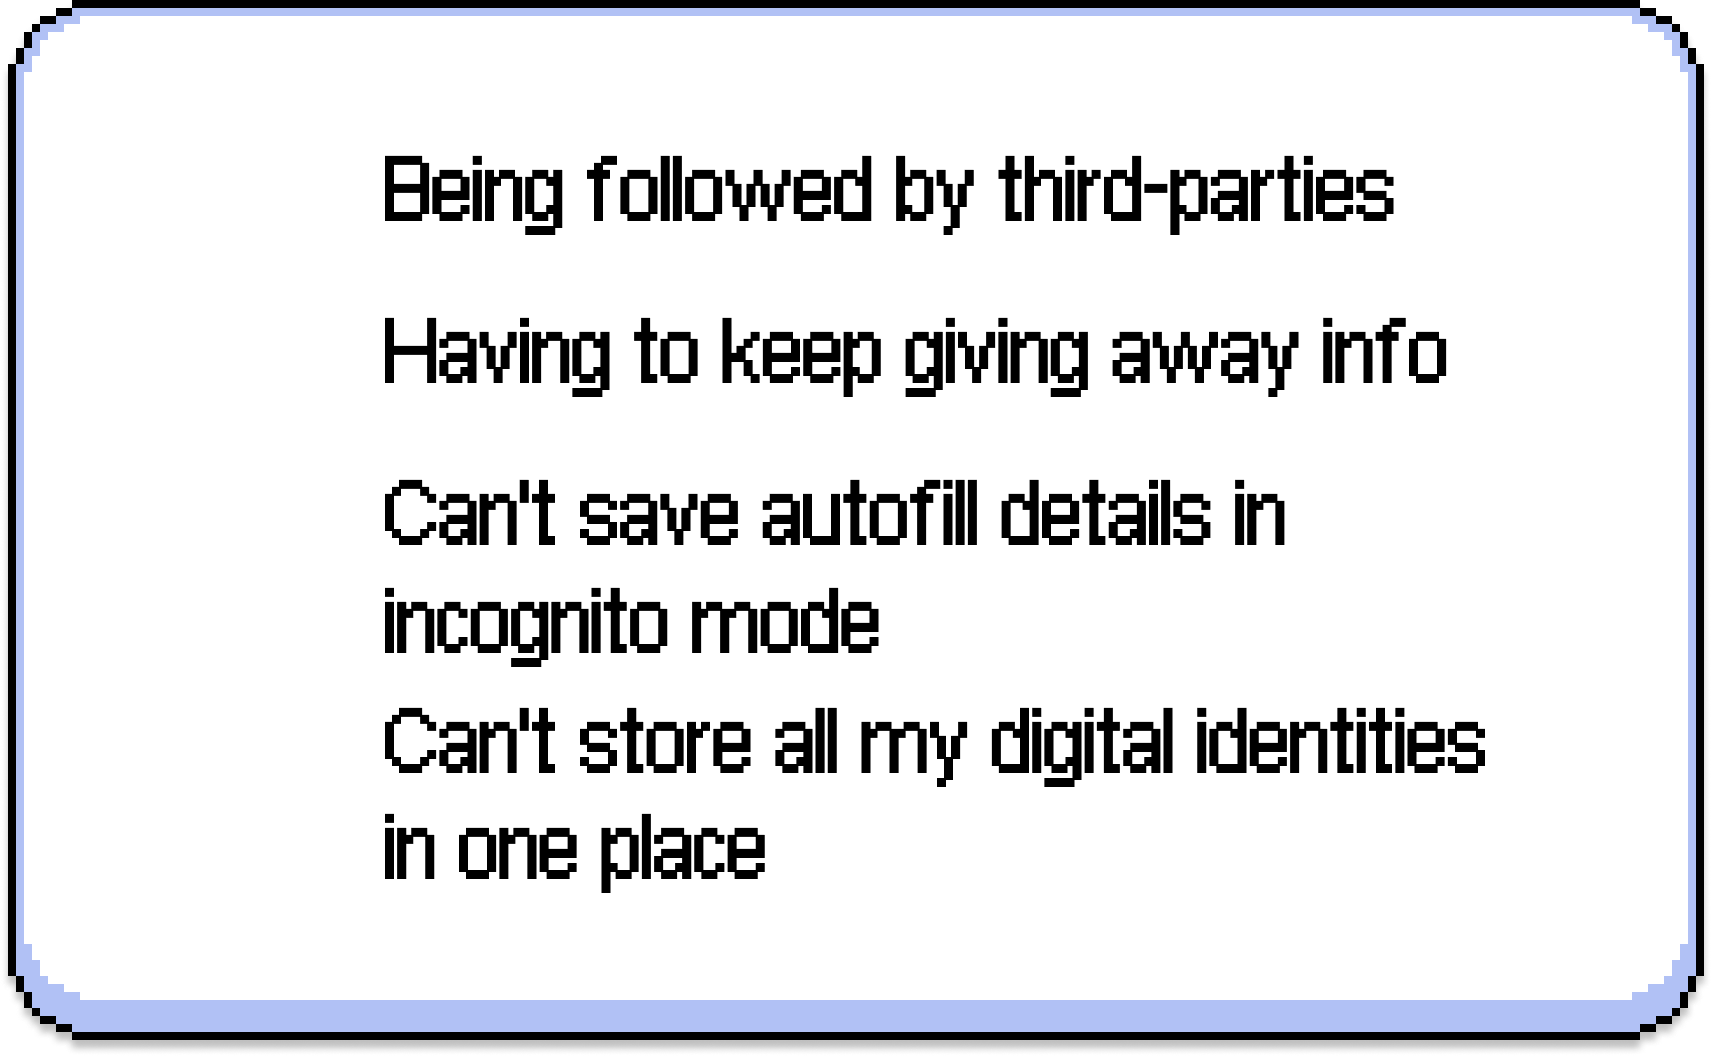 Being followed by third-parties
Having to keep giving away info
Can't save autofill details in
incognito mode
Can't store all my digital identities
in one place